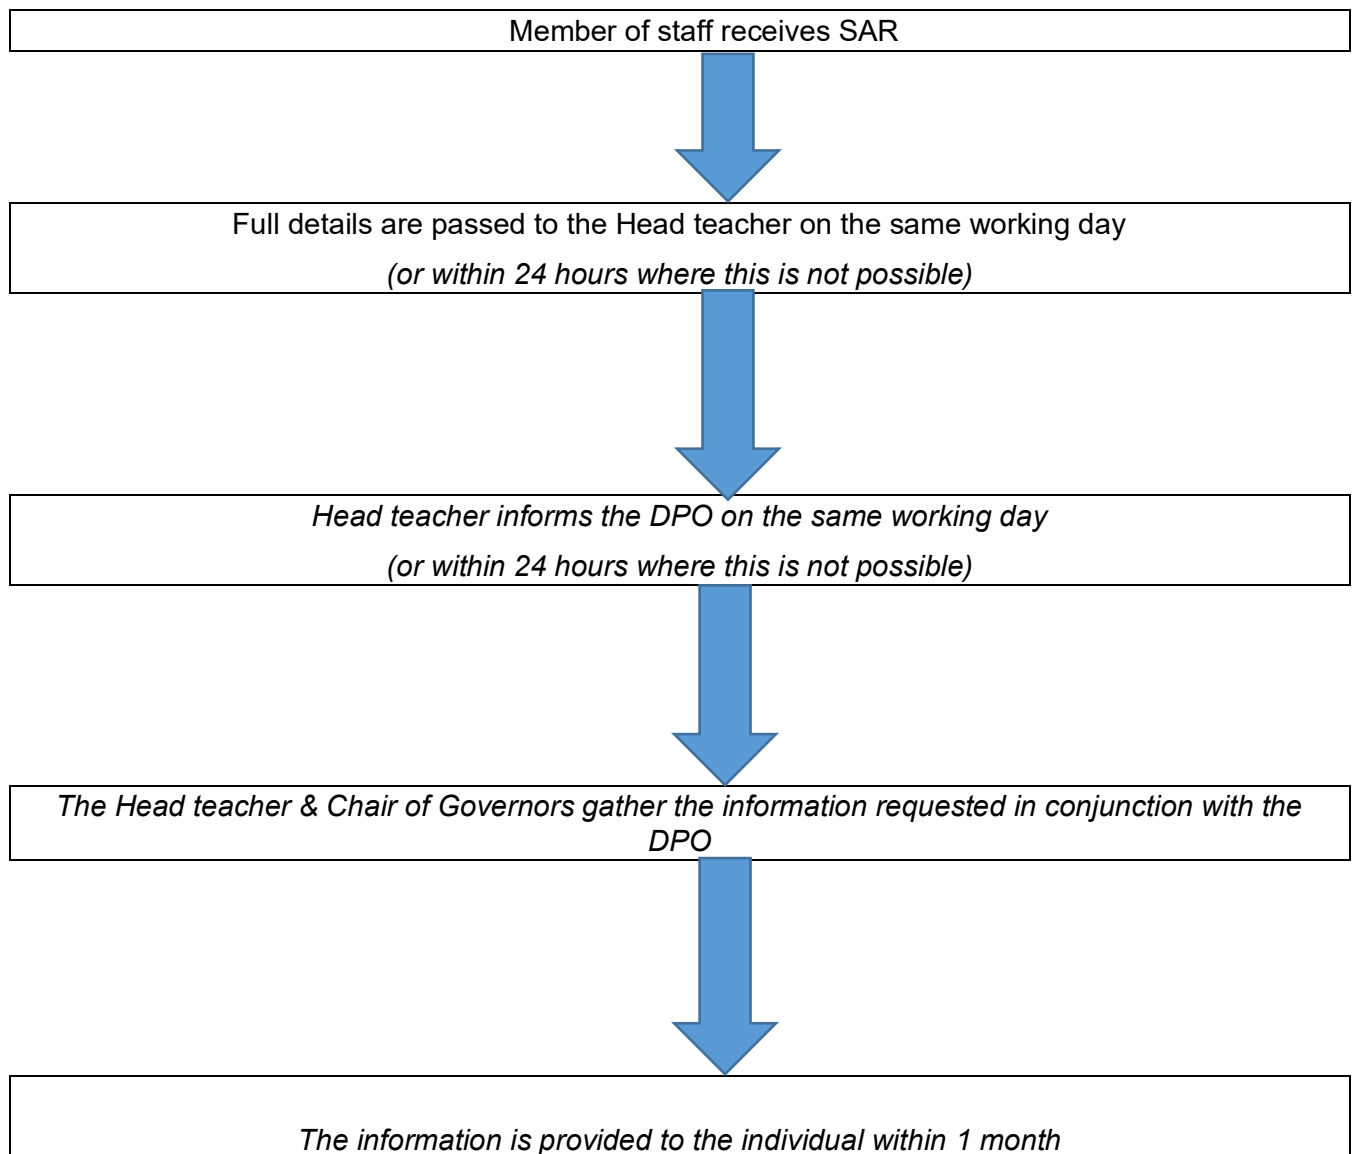 Member of staff receives SAR
Full details are passed to the Head teacher on the same working day
(or within 24 hours where this is not possible)
Head teacher informs the DPO on the same working day
(or within 24 hours where this is not possible)
The Head teacher & Chair of Governors gather the information requested in conjunction with the
DPO
The information is provided to the individual within 1 month